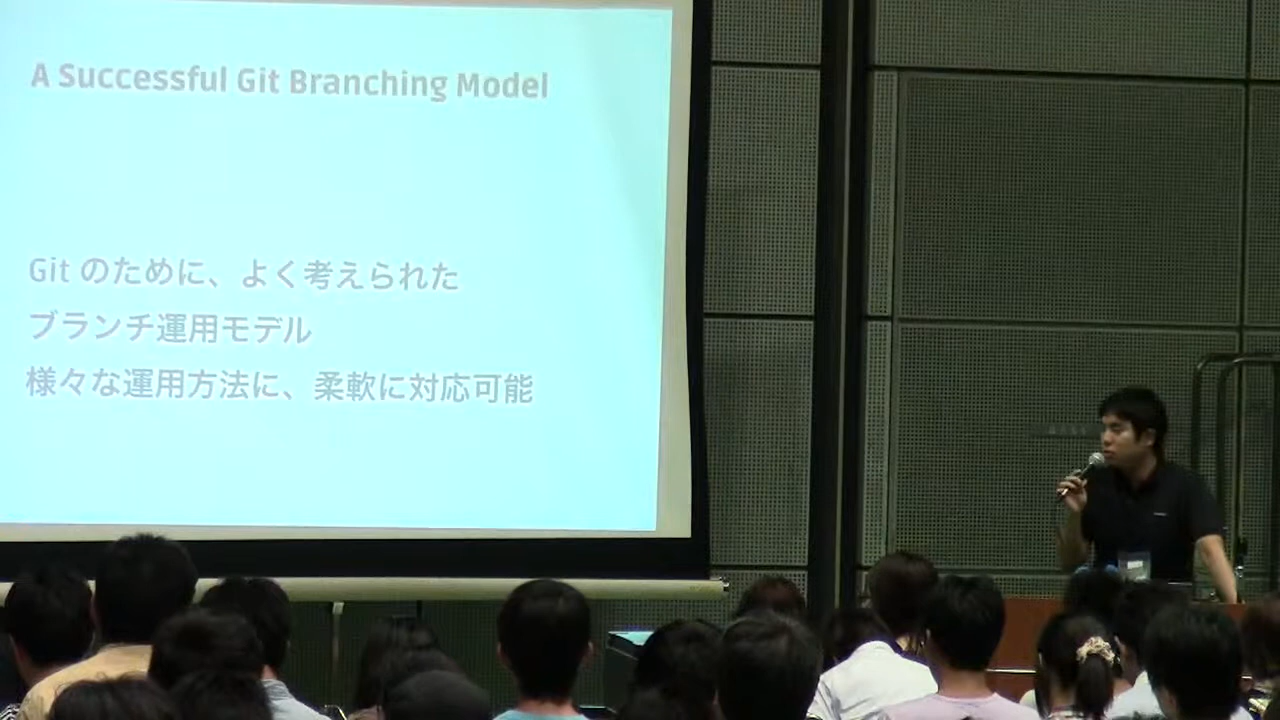 A Successful Git Branching Model
Git のために、よく考えられた
ブランチ運用モデル
様々な運用方法に、柔軟に対応可能